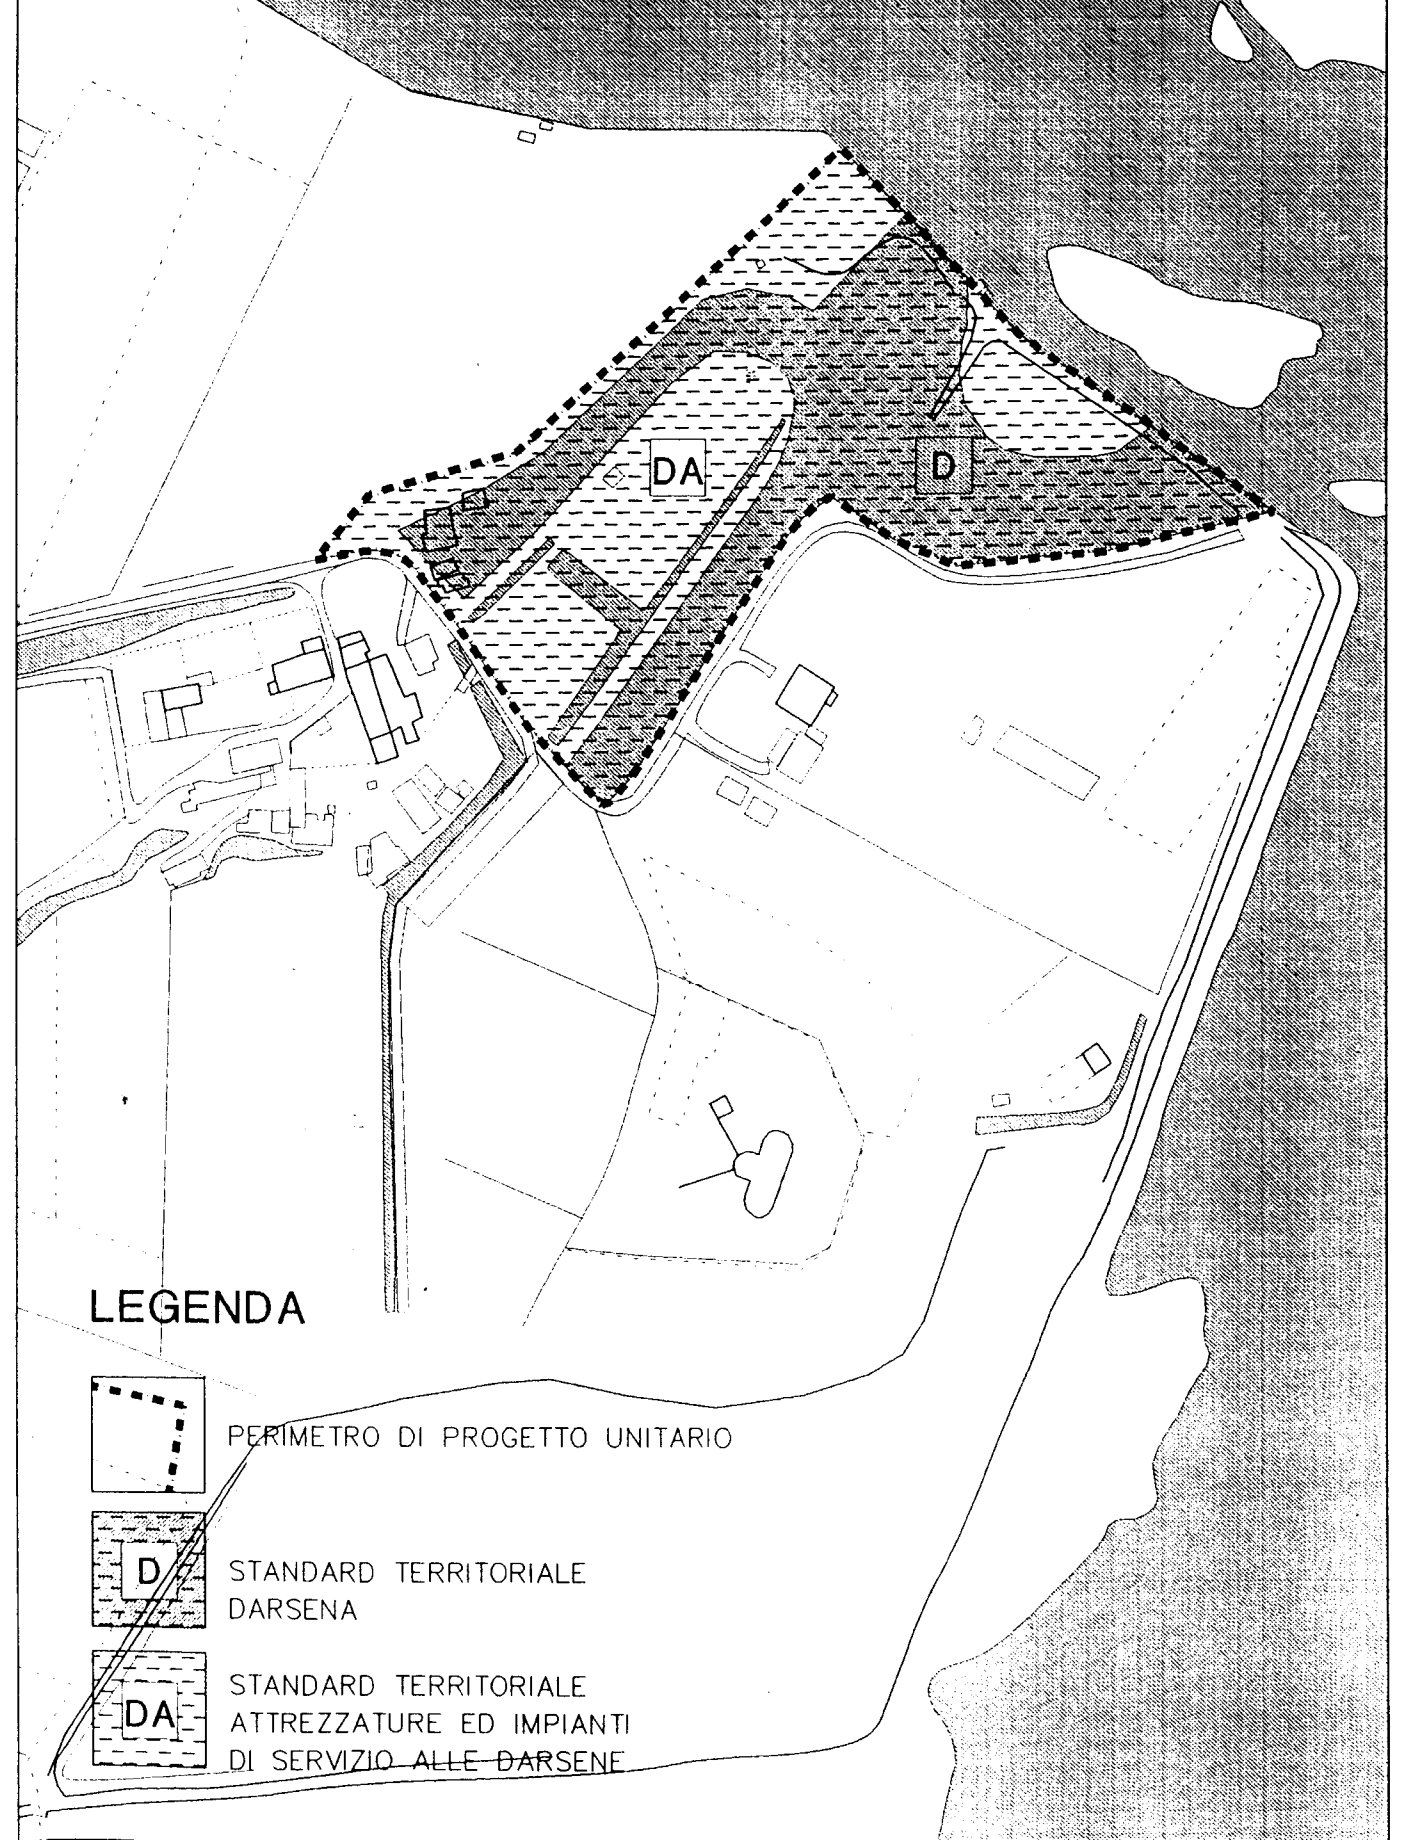 DA
D
LEGENDA
PERIMETRO DI PROGETTO UNITARIO
D
STANDARD TERRITORIALE
DARSENA
DA
STANDARD TERRITORIALE
ATTREZZATURE ED IMPIANTI
DI SERVIZIO ALLE DARSENE